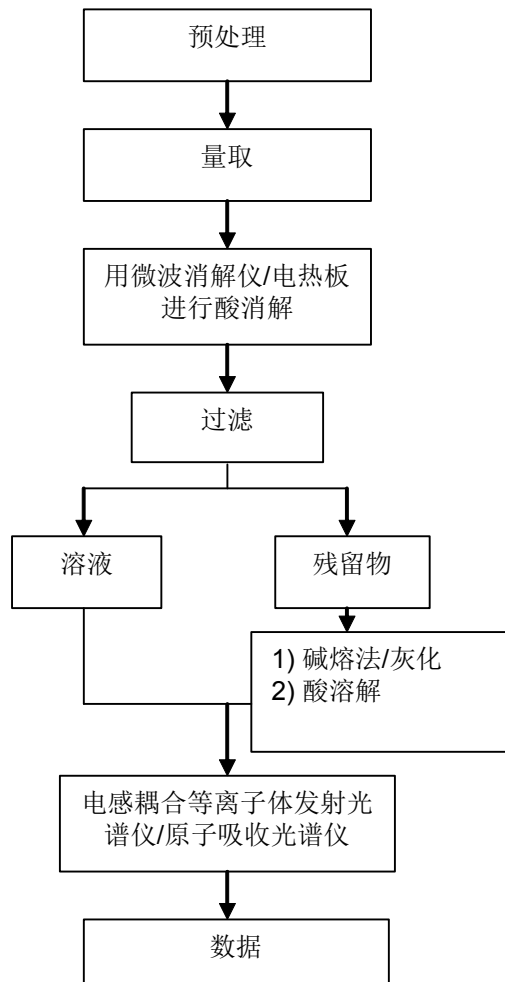 预处理
量取
用微波消解仪/电热板
进行酸消解
过滤
溶液
残留物
1) 碱熔法/灰化
2) 酸溶解
电感耦合等离子体发射光
谱仪/原子吸收光谱仪
数据